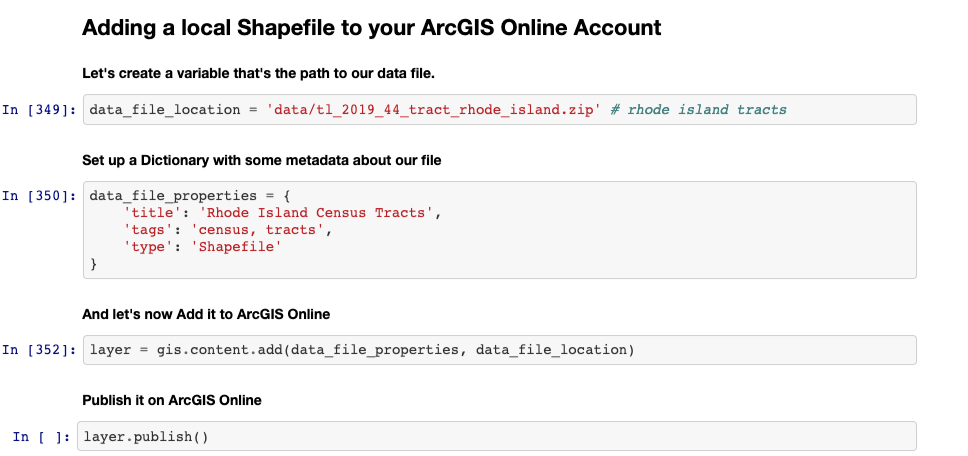 Adding a local Shapefile to your ArcGIS Online Account
Let's create a variable that's the path to our data file.
In [349]: data_file_location = 'data/tl_2019_44_tract_rhode_island.zip' # rhode island tracts
Set up a Dictionary with some metadata about our file
In [350]: data_file_properties = {
    'title': 'Rhode Island Census Tracts',
    'tags': 'census, tracts',
    'type': 'Shapefile'
}
And let's now Add it to ArcGIS Online
In [352]: layer = gis.content.add(data_file_properties, data_file_location)
Publish it on ArcGIS Online
In [ ]: layer.publish()